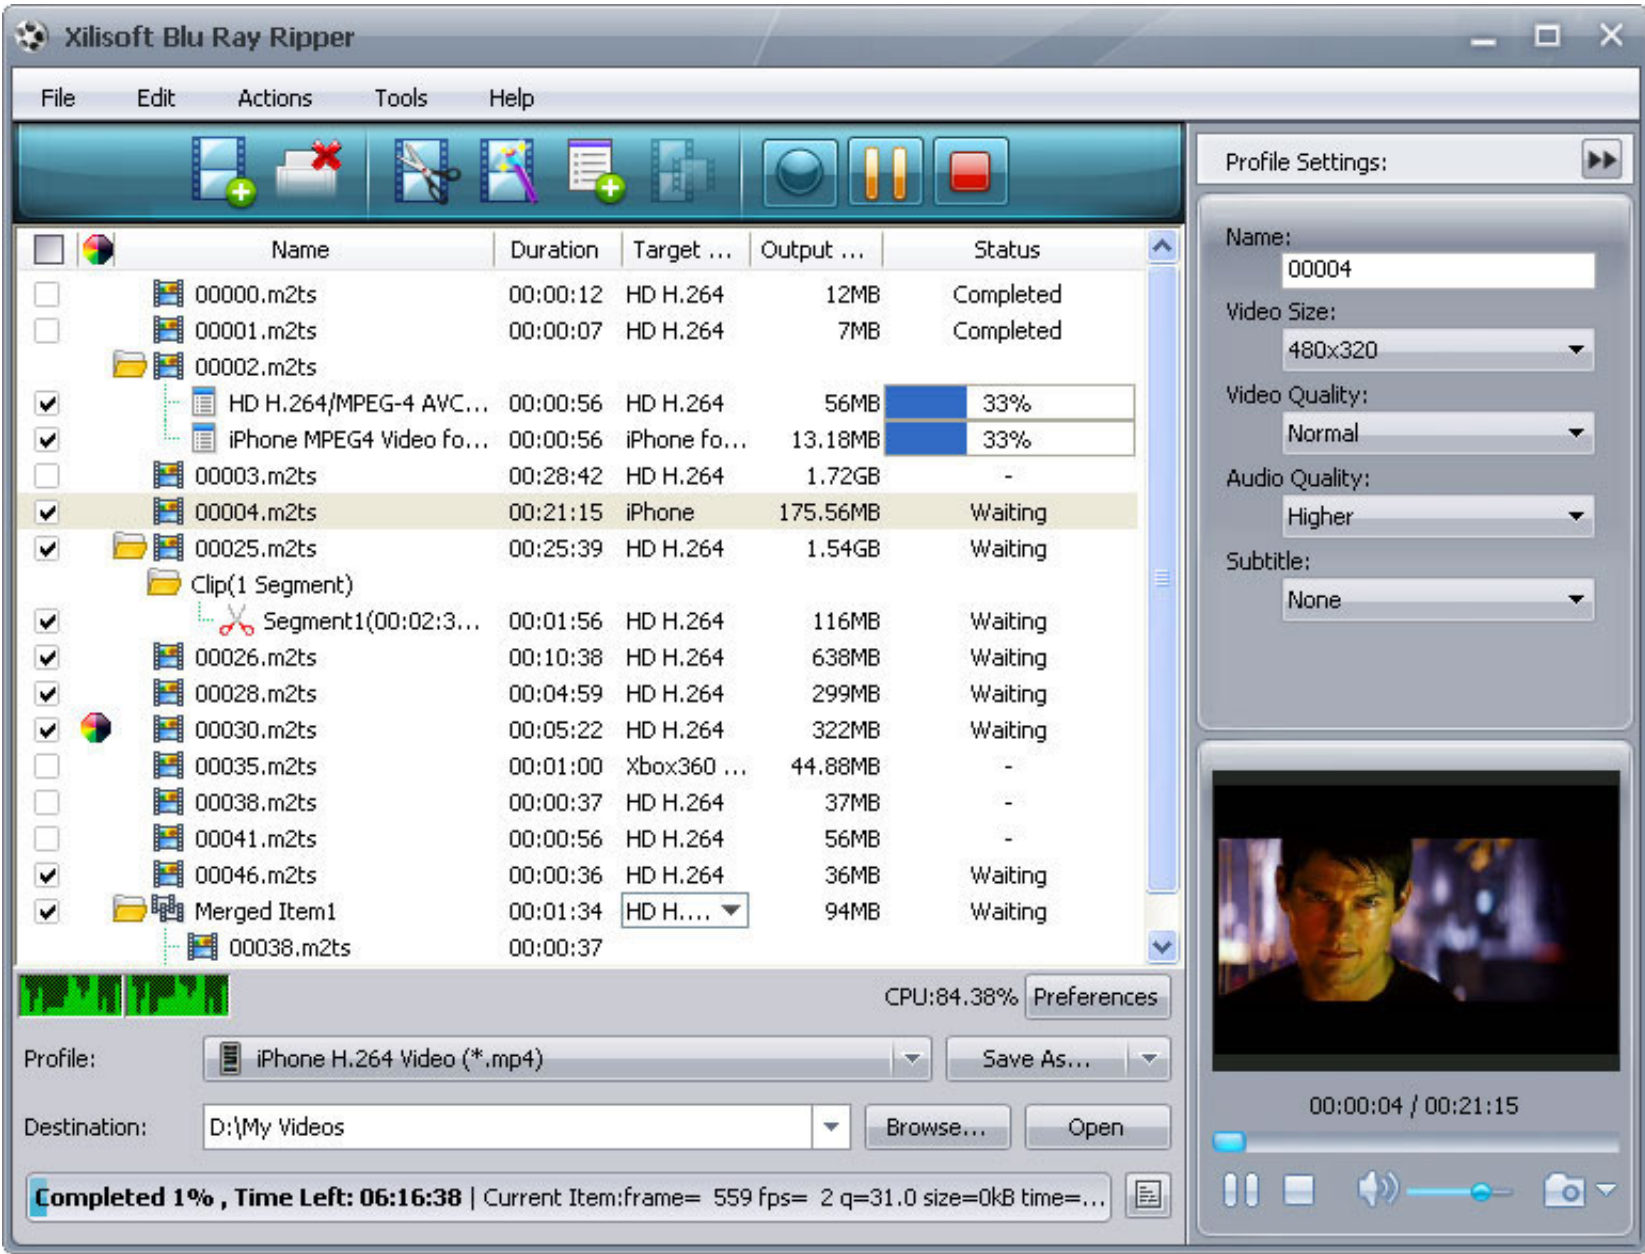 Xilisoft Blu Ray Ripper
File Edit Actions Tools Help
Name Duration Target ... Output ... Status
00000.m2ts 00:00:12 HD H.264 12MB Completed
00001.m2ts 00:00:07 HD H.264 7MB Completed
00002.m2ts
HD H.264/MPEG-4 AVC... 00:00:56 HD H.264 56MB 33%
iPhone MPEG4 Video fo... 00:00:56 iPhone fo... 13.18MB 33%
00003.m2ts 00:28:42 HD H.264 1.72GB -
00004.m2ts 00:21:15 iPhone 175.56MB Waiting
00025.m2ts 00:25:39 HD H.264 1.54GB Waiting
Clip(1 Segment)
Segment1(00:02:3... 00:01:56 HD H.264 116MB Waiting
00026.m2ts 00:10:38 HD H.264 638MB Waiting
00028.m2ts 00:04:59 HD H.264 299MB Waiting
00030.m2ts 00:05:22 HD H.264 322MB Waiting
00035.m2ts 00:01:00 Xbox360 ... 44.88MB -
00038.m2ts 00:00:37 HD H.264 37MB -
00041.m2ts 00:00:56 HD H.264 56MB -
00046.m2ts 00:00:36 HD H.264 36MB Waiting
Merged Item1 00:01:34 HD H.... 94MB Waiting
00038.m2ts 00:00:37
CPU:84.38% Preferences
Profile: iPhone H.264 Video (*.mp4) Save As...
Destination: D:\My Videos Browse... Open
Completed 1% , Time Left: 06:16:38 | Current Item:frame= 559 fps= 2 q=31.0 size=0kB time=...
Profile Settings:
Name:
00004
Video Size:
480x320
Video Quality:
Normal
Audio Quality:
Higher
Subtitle:
None
00:00:04 / 00:21:15